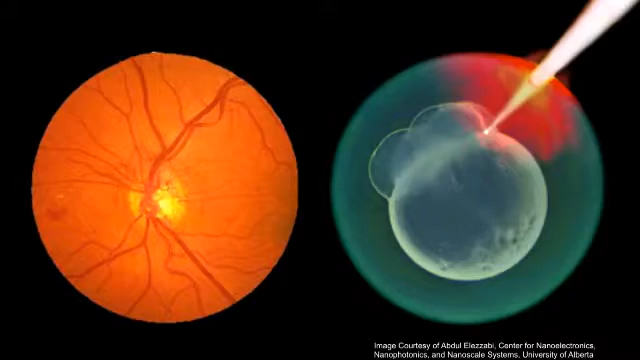 Image Courtesy of Abdul Elezzabi, Center for Nanoelectronics,
Nanophotonics, and Nanoscale Systems, University of Alberta